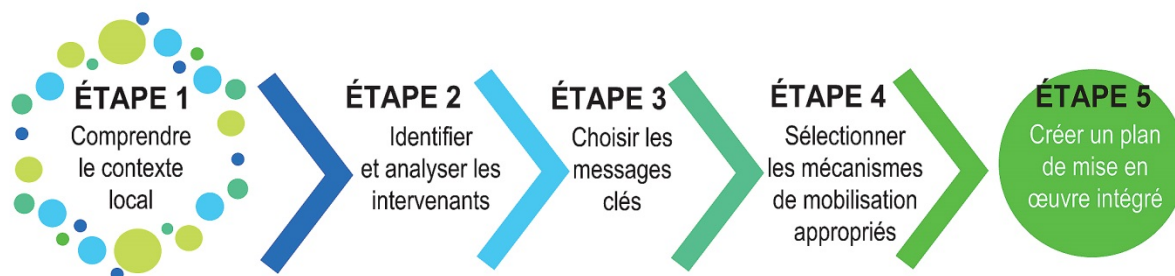 ÉTAPE 1
Comprendre
le contexte
local
ÉTAPE 2
Identifier
et analyser les
intervenants
ÉTAPE 3
Choisir les
messages
clés
ÉTAPE 4
Sélectionner
les mécanismes
de mobilisation
appropriés
ÉTAPE 5
Créer un plan
de mise en
œuvre intégré